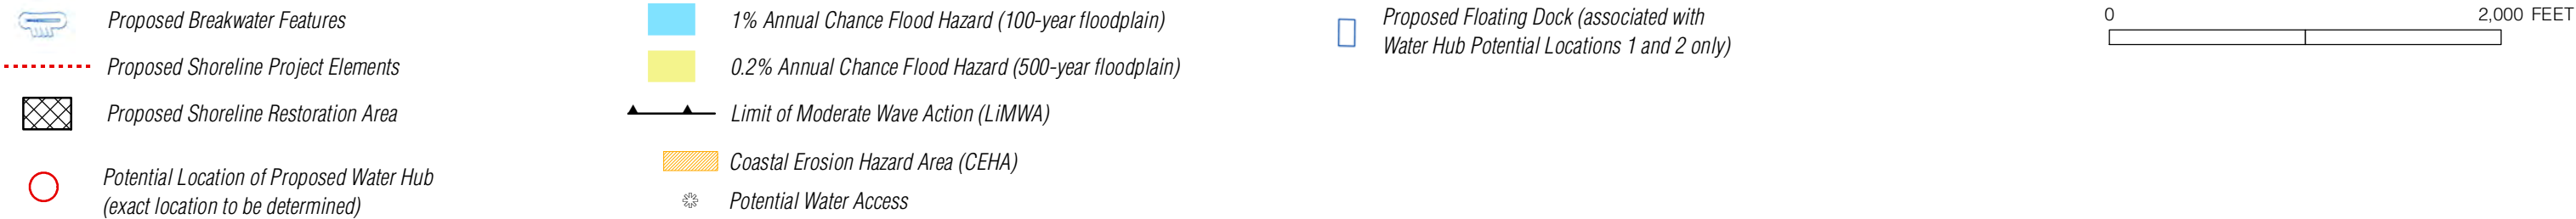 Proposed Breakwater Features
Proposed Shoreline Project Elements
Proposed Shoreline Restoration Area
Potential Location of Proposed Water Hub
(exact location to be determined)
1% Annual Chance Flood Hazard (100-year floodplain)
0.2% Annual Chance Flood Hazard (500-year floodplain)
Limit of Moderate Wave Action (LiMWA)
Coastal Erosion Hazard Area (CEHA)
Potential Water Access
Proposed Floating Dock (associated with
Water Hub Potential Locations 1 and 2 only)
0 2,000 FEET